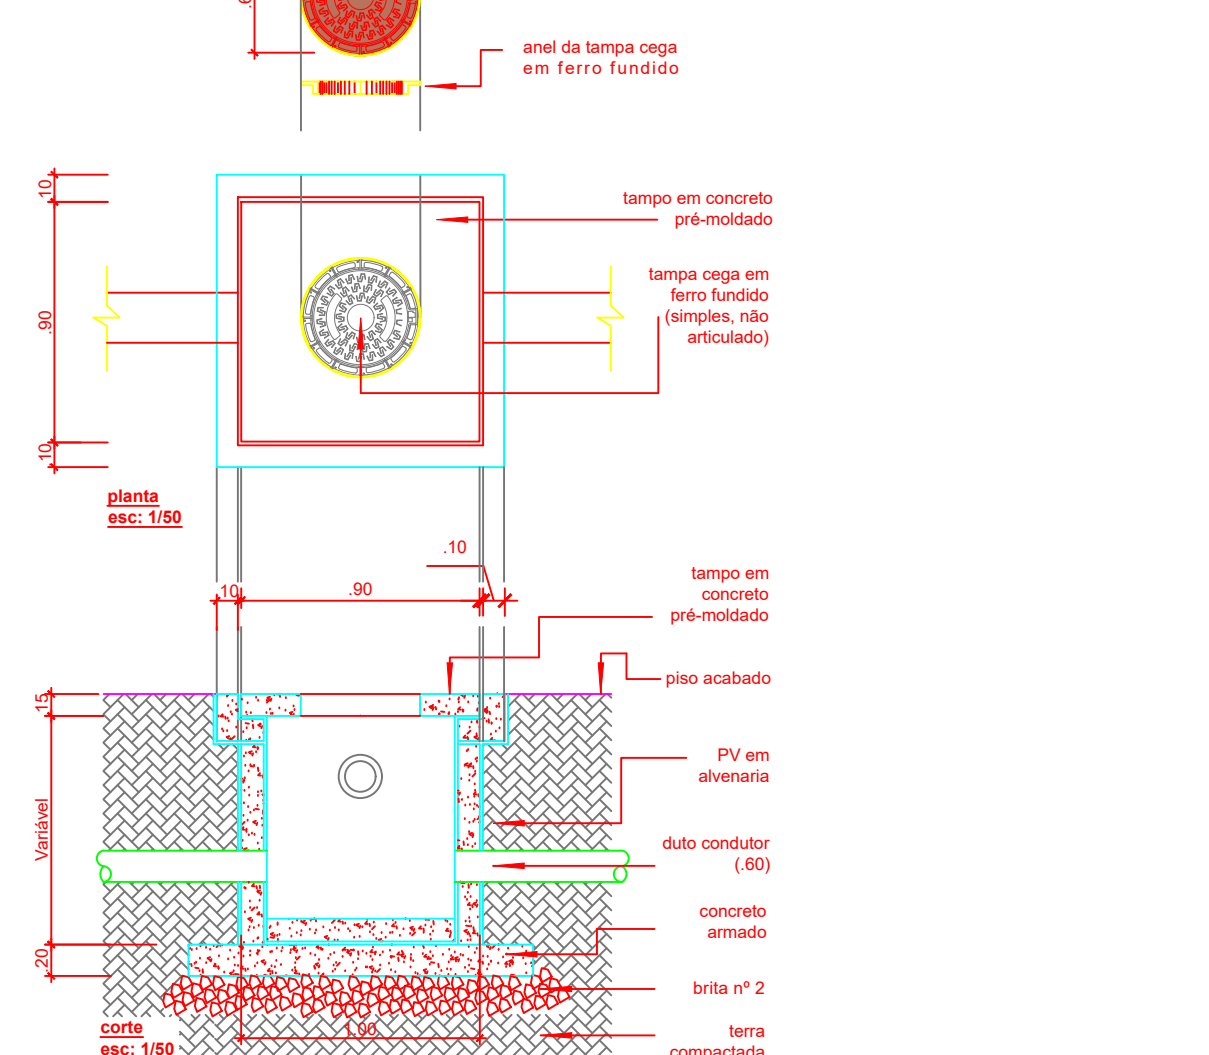 anel da tampa cega
em ferro fundido
10
tampo em concreto
pré-moldado
tampa cega em
ferro fundido
(simples, não
articulado)
.90
10
planta
esc: 1/50
.10
10
.90
tampo em
concreto
pré-moldado
piso acabado
15
PV em
alvenaria
Variável
duto condutor
(.60)
concreto
armado
.20
brita nº 2
corte
esc: 1/50
1.00
terra
compactada